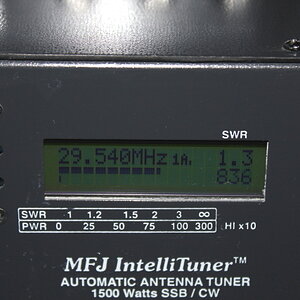 SWR
29.540MHz 1A, 1.3
836
SWR 1 1.2 1.5 2 3 ∞
PWR 0 25 50 75 100 300 HI x10
MFJ IntelliTuner™
AUTOMATIC ANTENNA TUNER
1500 Watts SSB / CW